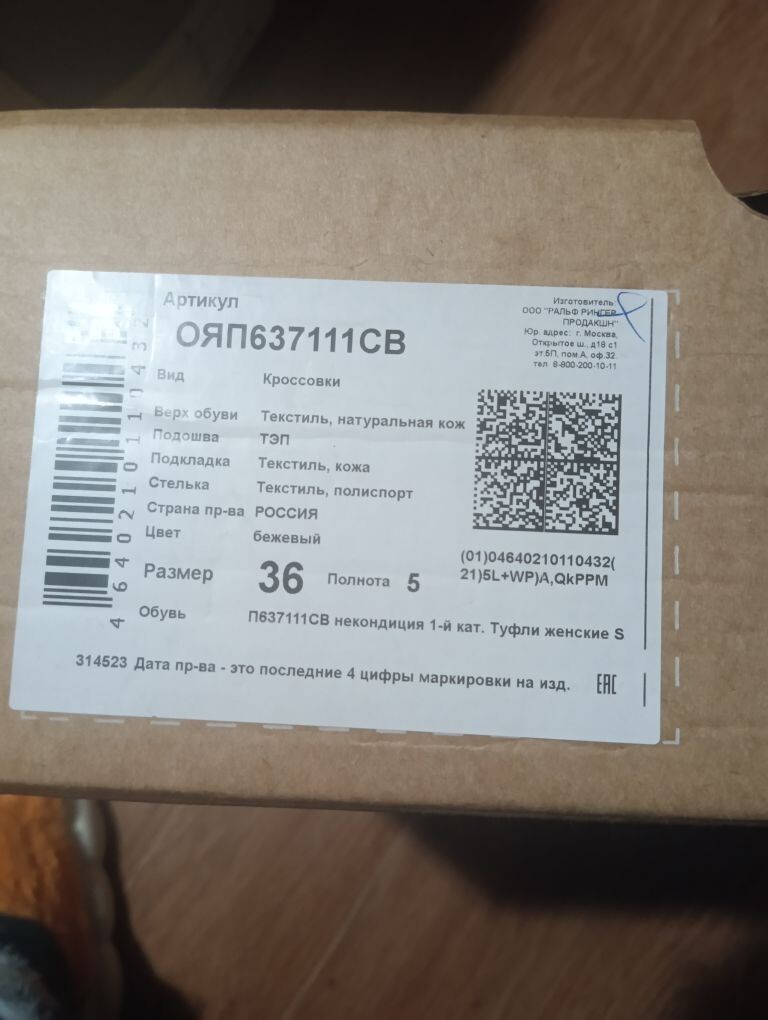 Артикул
ОЯП637111СВ
Изготовитель
ООО "РАЛЬФ РИНГЕР
ПРОДАКШН"
Юр. адрес: г. Москва,
Открытое ш., д18 с1
эт.5П, пом.А, оф.32.
тел. 8-800-200-10-11
Вид Кроссовки
Верх обуви Текстиль, натуральная кож
Подошва ТЭП
Подкладка Текстиль, кожа
Стелька Текстиль, полиспорт
Страна пр-ва РОССИЯ
Цвет бежевый
Размер 36 Полнота 5
(01)04640210110432(
21)5L+WP)A,QkPPM
Обувь П637111СВ некондиция 1-й кат. Туфли женские S
314523 Дата пр-ва - это последние 4 цифры маркировки на изд. EAC
4640210110432